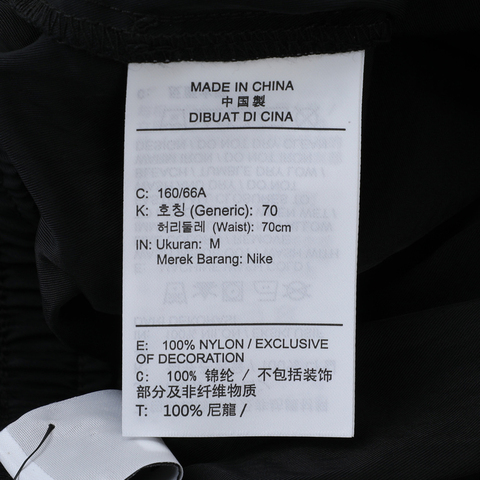 MADE IN CHINA
中国製
DIBUAT DI CINA
C: 160/66A
K: 호칭 (Generic): 70
허리둘레 (Waist): 70cm
IN: Ukuran: M
Merek Barang: Nike
E: 100% NYLON / EXCLUSIVE
OF DECORATION
C: 100% 锦纶 / 不包括装饰
部分及非纤维物质
T: 100% 尼龍 /